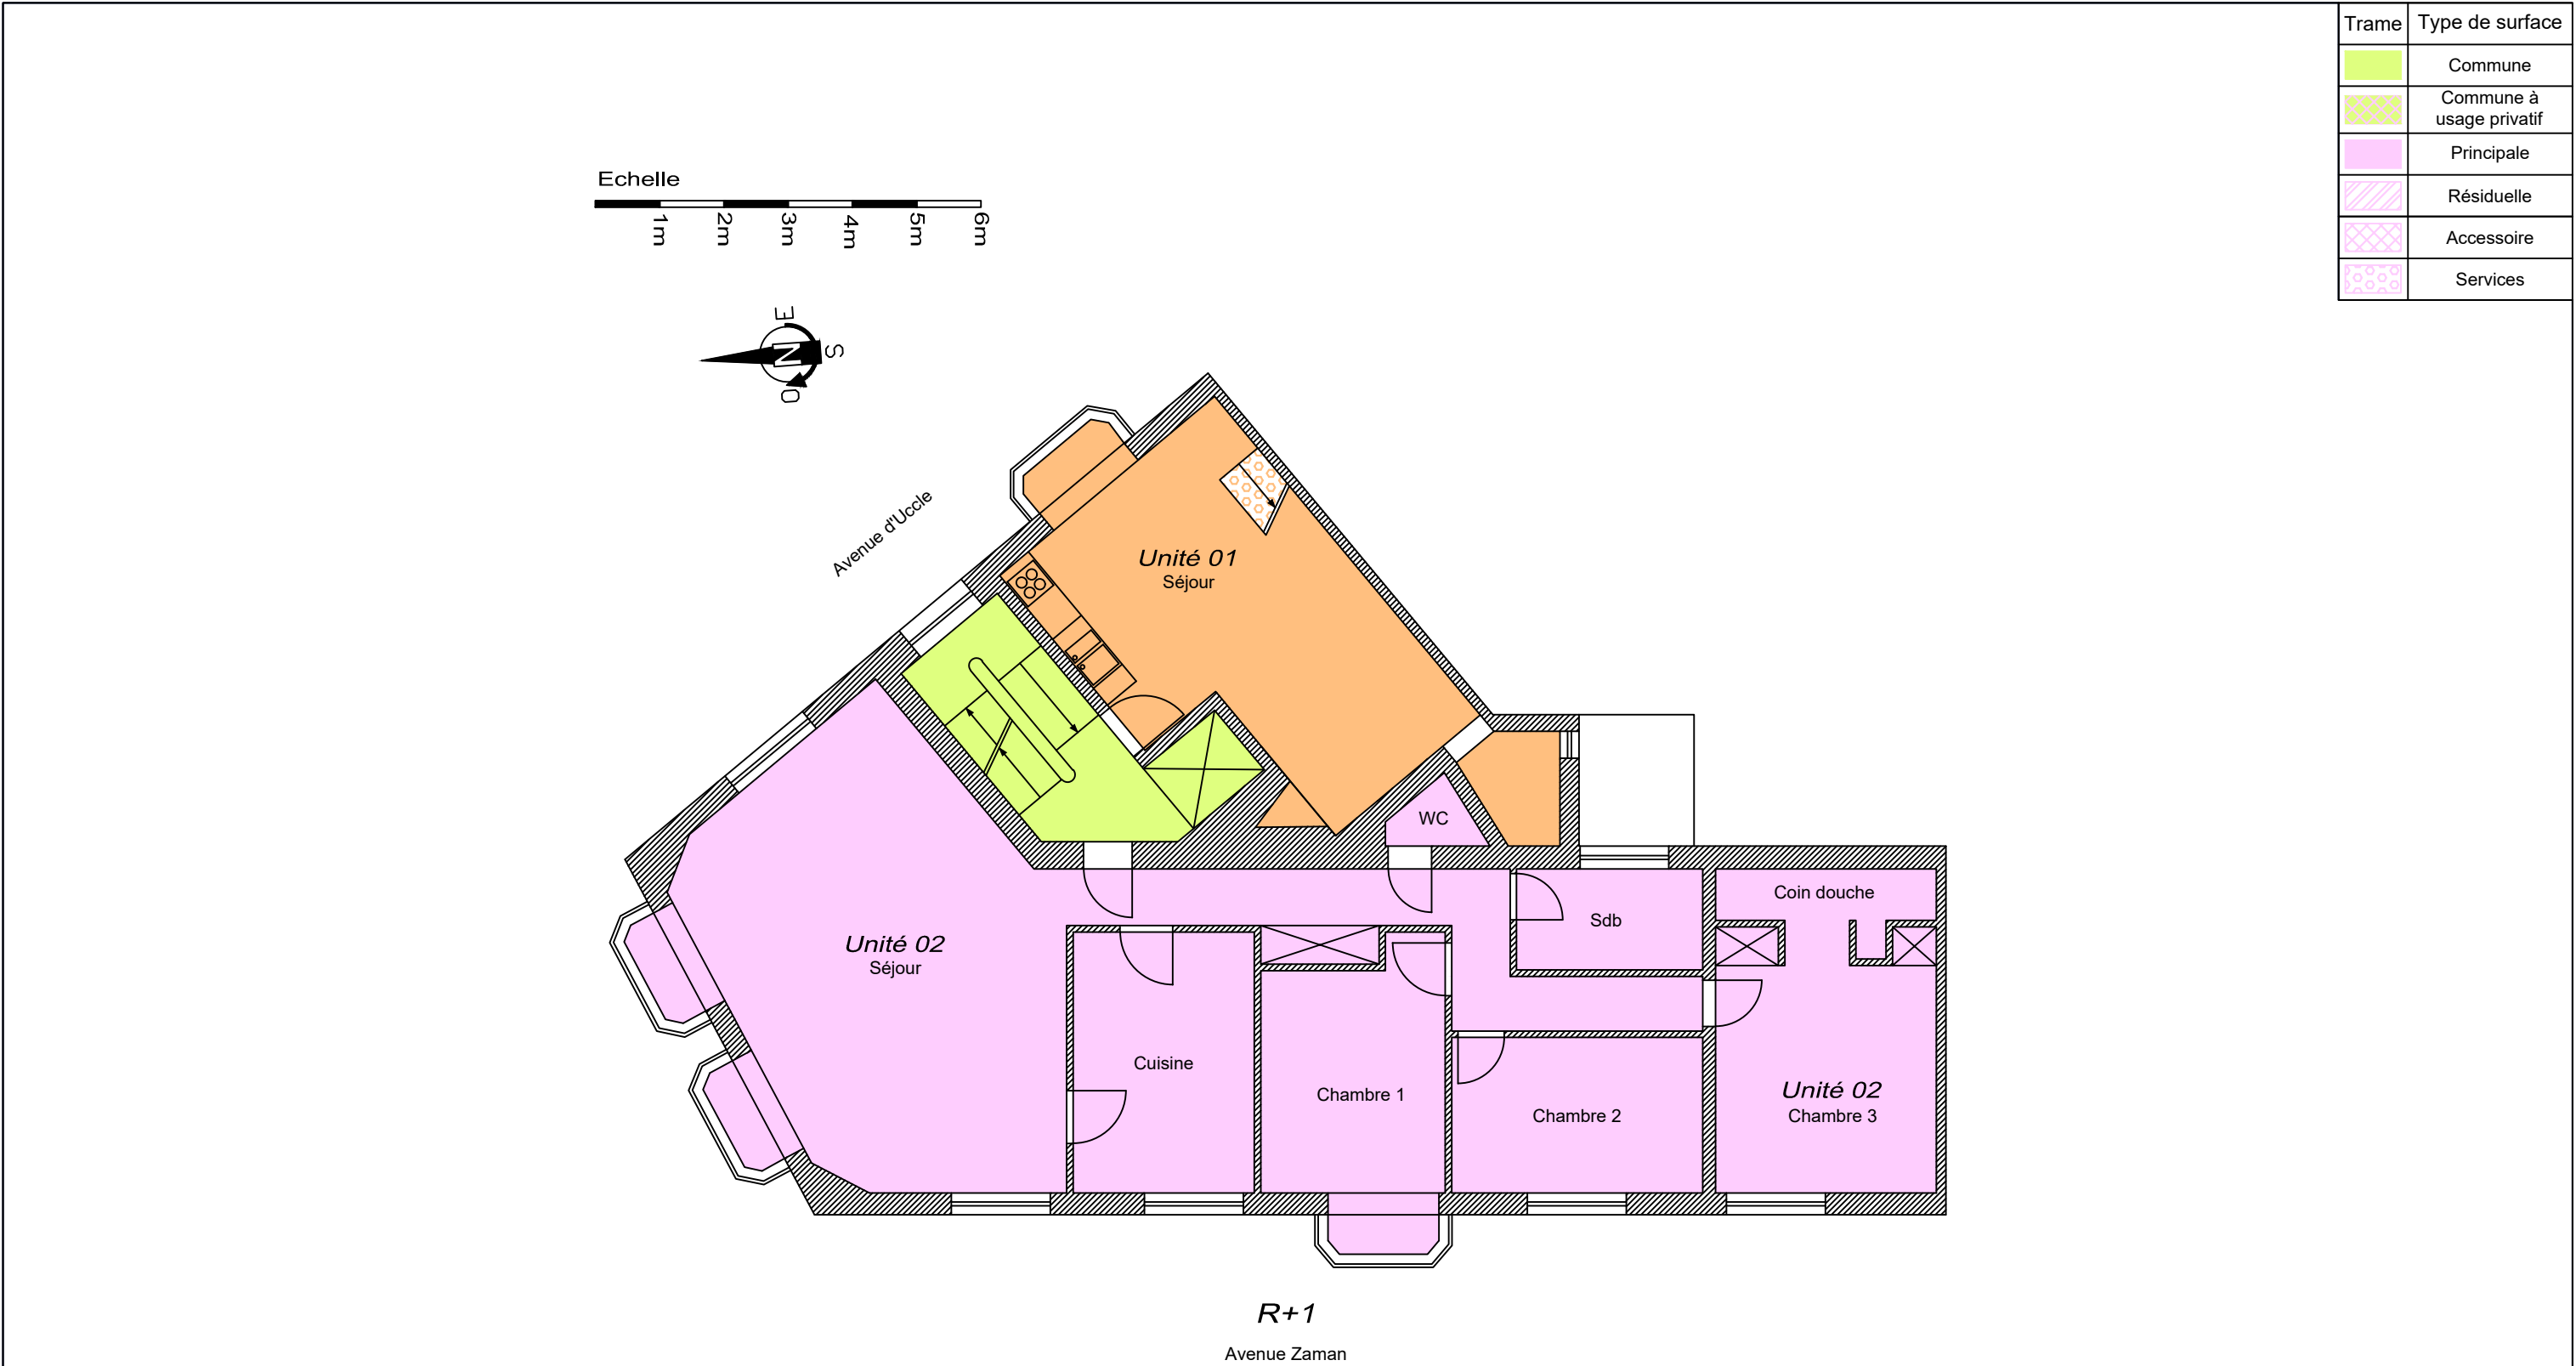 Trame Type de surface
Commune
Commune à
usage privatif
Principale
Résiduelle
Accessoire
Services
Echelle
1m 2m 3m 4m 5m 6m
E
N
S
O
Avenue d'Uccle
Unité 01
Séjour
WC
Coin douche
Sdb
Unité 02
Séjour
Cuisine
Chambre 1
Chambre 2
Unité 02
Chambre 3
R+1
Avenue Zaman